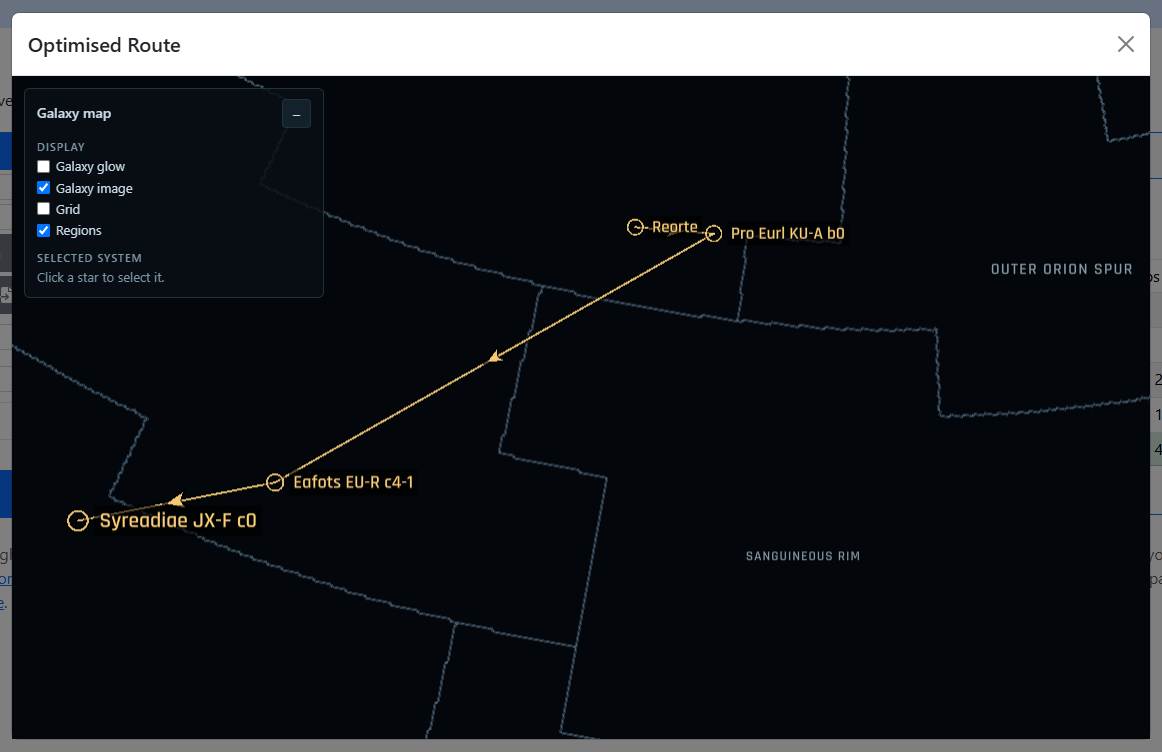 Optimised Route
Galaxy map
–
DISPLAY
Galaxy glow
Galaxy image
Grid
Regions
SELECTED SYSTEM
Click a star to select it.
Reorte
Pro Eurl KU-A b0
OUTER ORION SPUR
Eafots EU-R c4-1
Syreadiae JX-F c0
SANGUINEOUS RIM